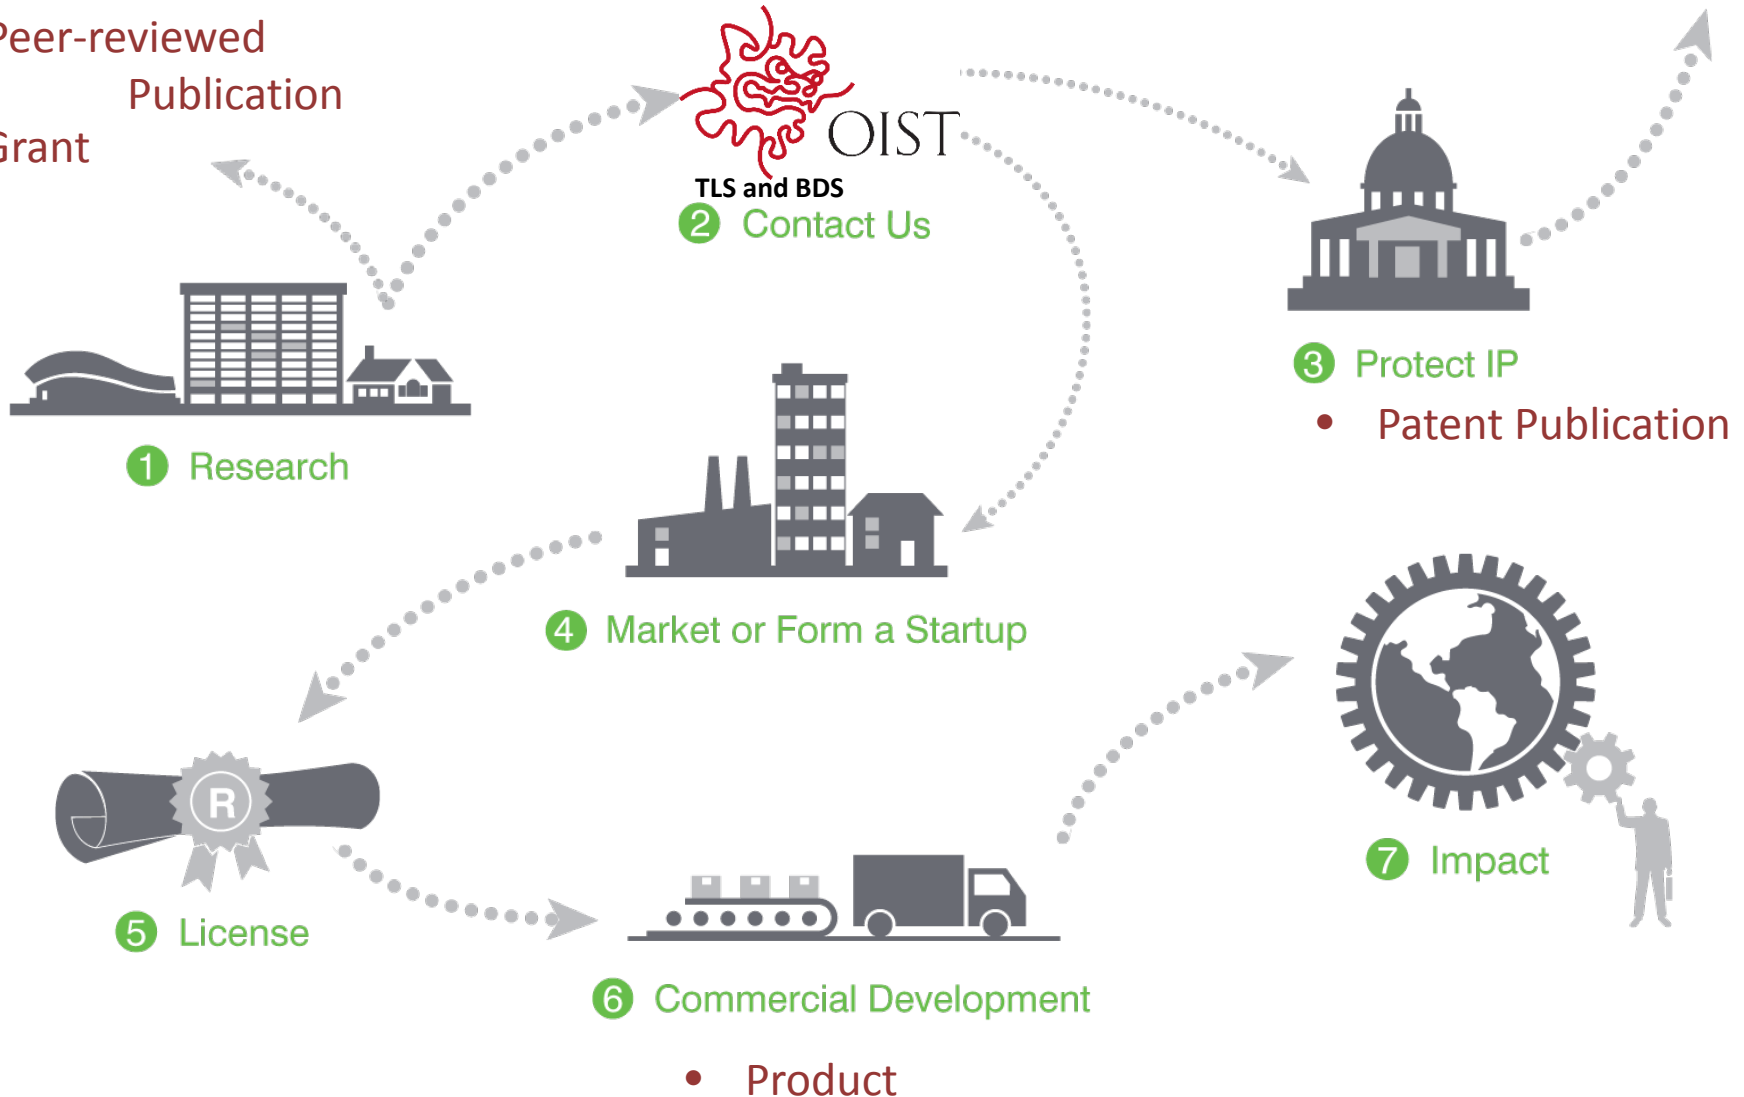 Peer-reviewed
Publication
Grant
OIST
TLS and BDS
2 Contact Us
3 Protect IP
• Patent Publication
1 Research
4 Market or Form a Startup
R
5 License
7 Impact
6 Commercial Development
• Product